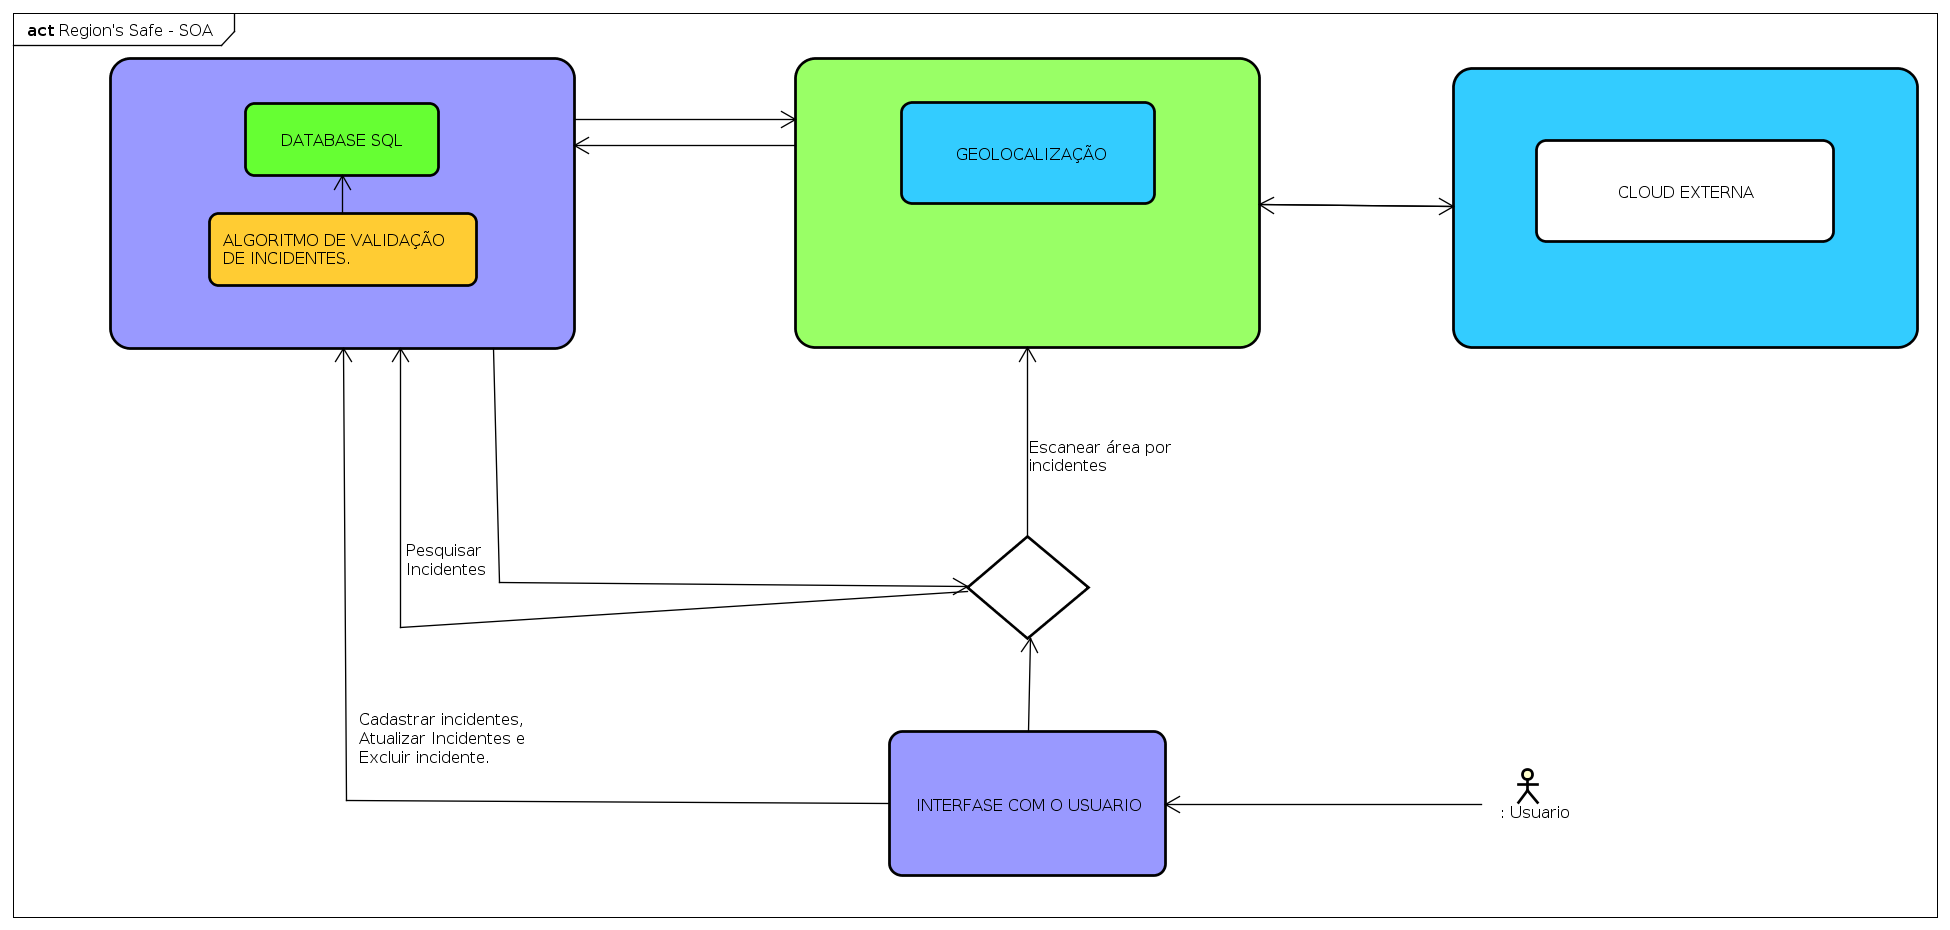 act Region's Safe - SOA
DATABASE SQL
ALGORITMO DE VALIDAÇÃO
DE INCIDENTES.
GEOLOCALIZAÇÃO
CLOUD EXTERNA
Escanear área por
incidentes
Pesquisar
Incidentes
Cadastrar incidentes,
Atualizar Incidentes e
Excluir incidente.
INTERFASE COM O USUARIO
: Usuario